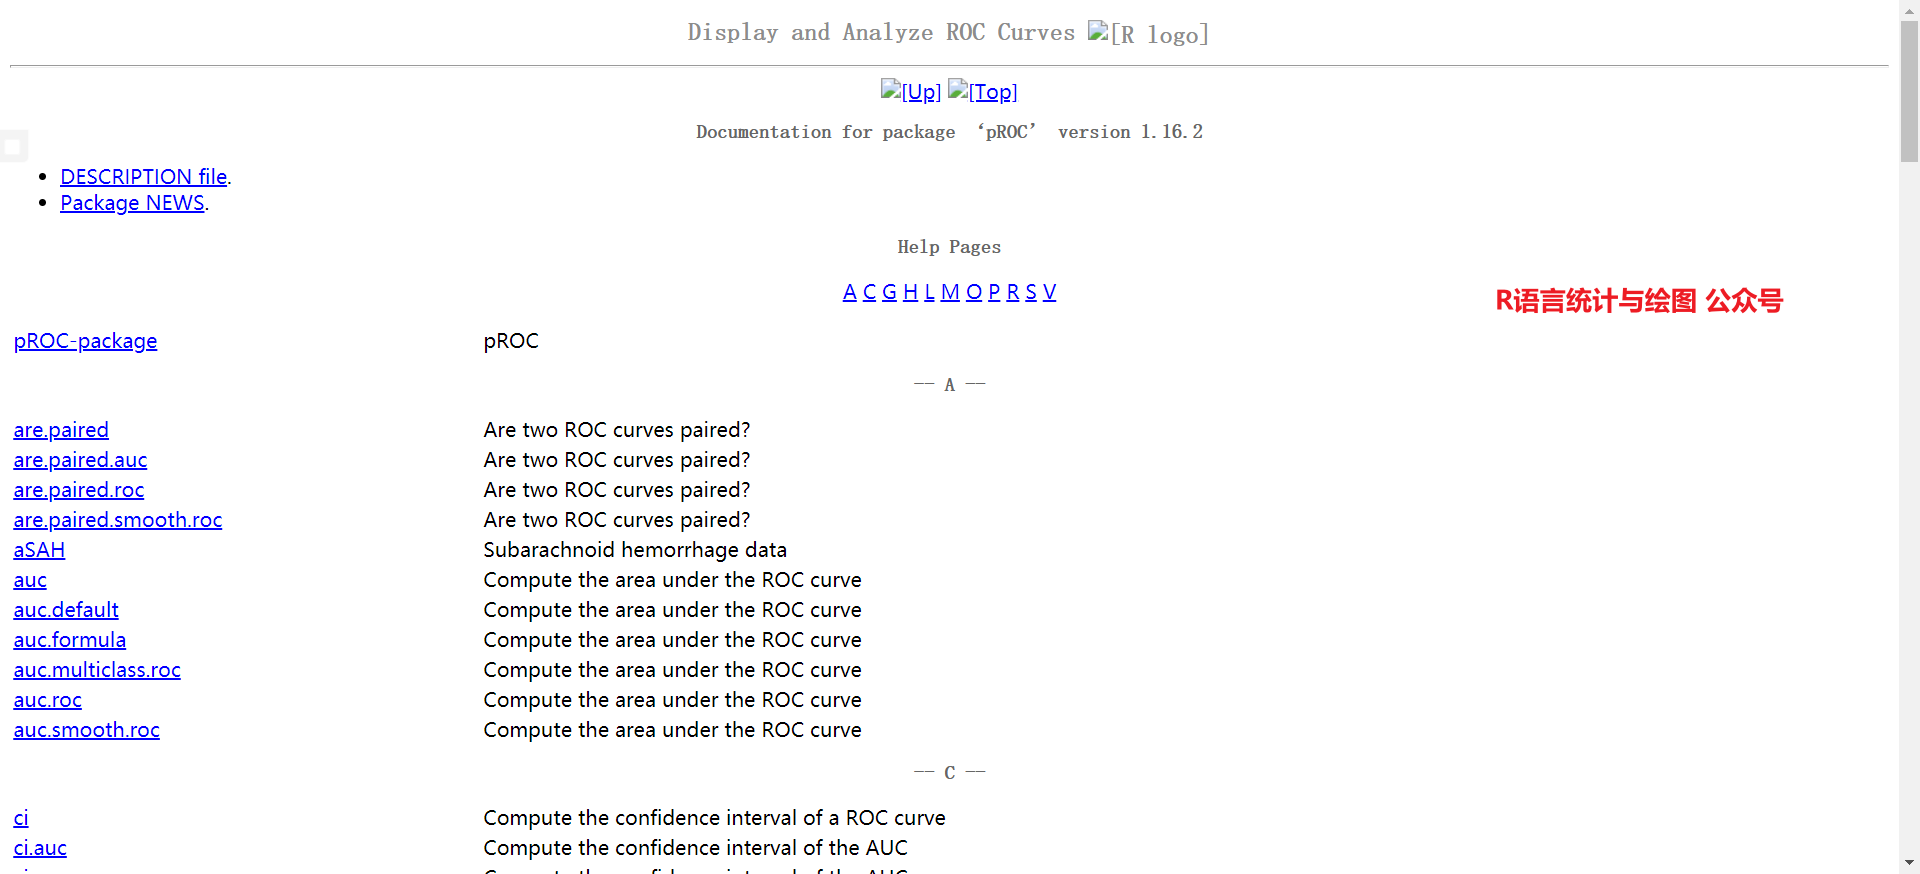 Display and Analyze ROC Curves [R logo]
[Up] [Top]
Documentation for package ‘pROC’ version 1.16.2
DESCRIPTION file.
Package NEWS.
Help Pages
A C G H L M O P R S V
R语言统计与绘图 公众号
pROC-package pROC
-- A --
are.paired Are two ROC curves paired?
are.paired.auc Are two ROC curves paired?
are.paired.roc Are two ROC curves paired?
are.paired.smooth.roc Are two ROC curves paired?
aSAH Subarachnoid hemorrhage data
auc Compute the area under the ROC curve
auc.default Compute the area under the ROC curve
auc.formula Compute the area under the ROC curve
auc.multiclass.roc Compute the area under the ROC curve
auc.roc Compute the area under the ROC curve
auc.smooth.roc Compute the area under the ROC curve
-- C --
ci Compute the confidence interval of a ROC curve
ci.auc Compute the confidence interval of the AUC